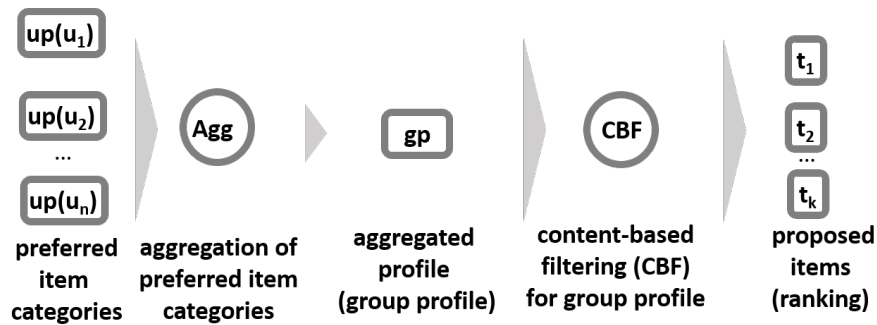 up(u₁)
up(u₂)
...
up(uₙ)
preferred
item
categories
Agg
aggregation of
preferred item
categories
gp
aggregated
profile
(group profile)
CBF
content-based
filtering (CBF)
for group profile
t₁
t₂
...
tₖ
proposed
items
(ranking)